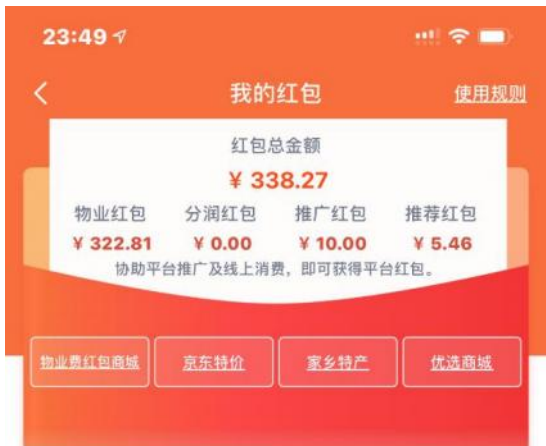 23:49
我的红包
使用规则
红包总金额
¥ 338.27
物业红包 分润红包 推广红包 推荐红包
¥ 322.81 ¥ 0.00 ¥ 10.00 ¥ 5.46
协助平台推广及线上消费，即可获得平台红包。
物业费红包商城 京东特价 家乡特产 优选商城